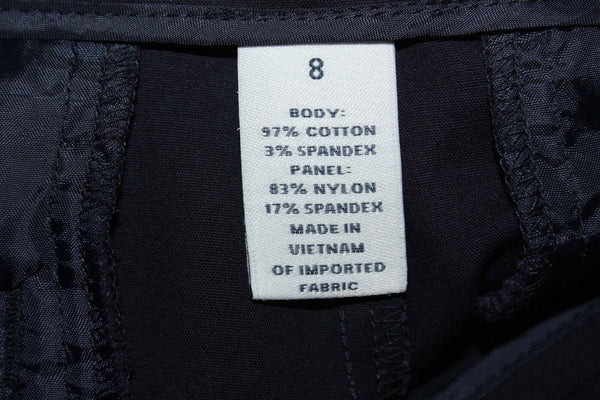 8
BODY:
97% COTTON
3% SPANDEX
PANEL:
83% NYLON
17% SPANDEX
MADE IN
VIETNAM
OF IMPORTED
FABRIC